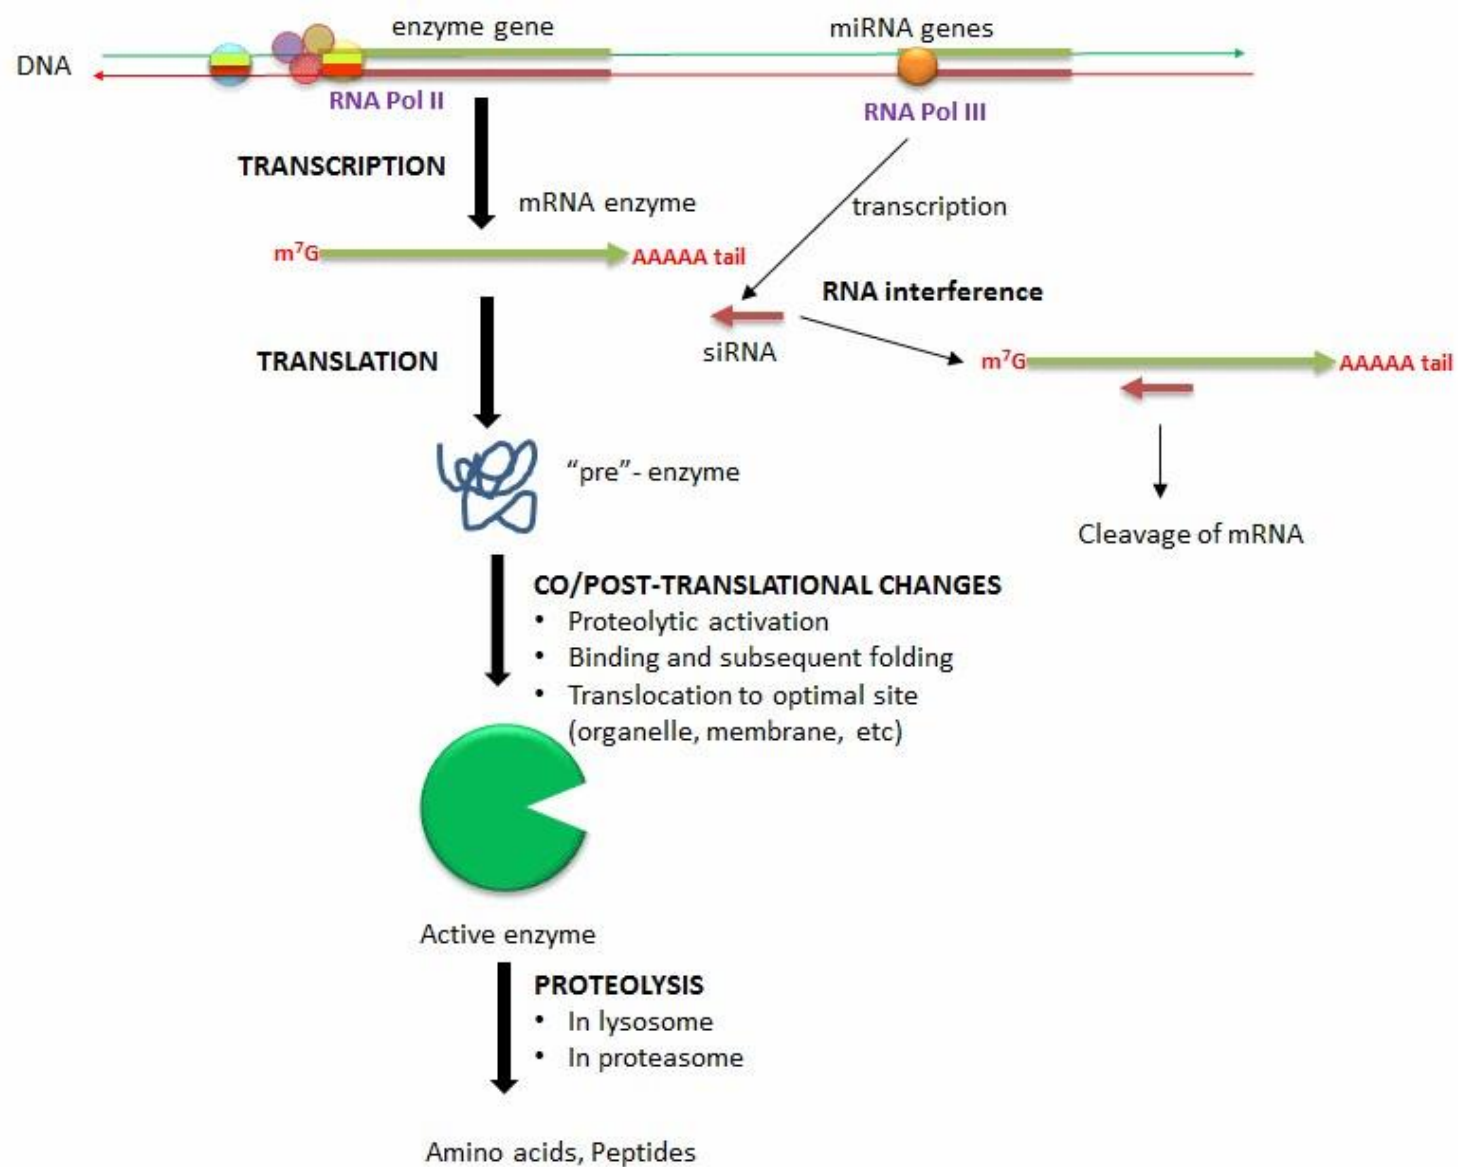 enzyme gene
miRNA genes
DNA
RNA Pol II
RNA Pol III
TRANSCRIPTION
mRNA enzyme
transcription
m⁷G
AAAAA tail
RNA interference
TRANSLATION
siRNA
m⁷G
AAAAA tail
“pre”- enzyme
Cleavage of mRNA
CO/POST-TRANSLATIONAL CHANGES
• Proteolytic activation
• Binding and subsequent folding
• Translocation to optimal site
(organelle, membrane, etc)
Active enzyme
PROTEOLYSIS
• In lysosome
• In proteasome
Amino acids, Peptides